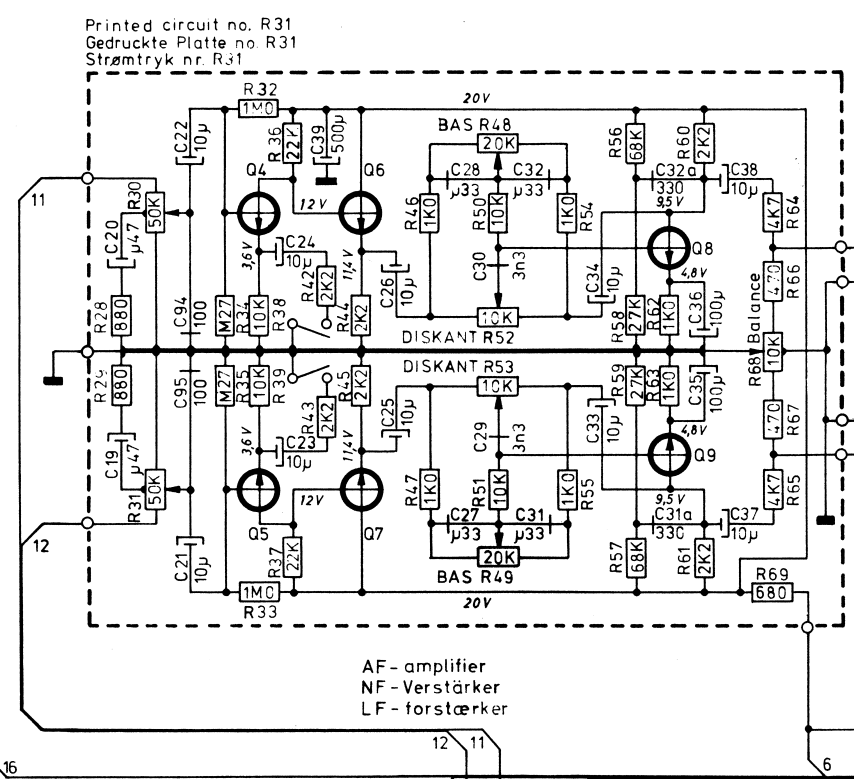 Printed circuit no. R31
Gedruckte Platte no. R31
Strømtryk nr. R31
R32
1M0
20V
C22
10µ
R36
22K
C39
500µ
BAS R48
20K
R56
68K
R60
2K2
Q4
Q6
C28
µ33
C32
µ33
C32a
330
C38
10µ
11
R30
50K
12V
R46
1K0
R50
10K
R54
1K0
9,5V
R64
4K7
C20
µ47
3,6V
C24
10µ
11,4V
C26
10µ
C30
3n3
C34
10µ
Q8
4,8V
R66
470
R28
880
C94
100
M27
R34
10K
R38
R42
2K2
R44
2K2
10K
DISKANT R52
R58
27K
R62
1K0
C36
100µ
Balance
R68
10K
R29
880
C95
100
M27
R35
10K
R39
R43
2K2
R45
2K2
DISKANT R53
10K
R59
27K
R63
1K0
C35
100µ
R67
470
C19
µ47
3,6V
C23
10µ
11,4V
C25
10µ
C29
3n3
C33
10µ
4,8V
Q9
R31
50K
12V
R47
1K0
R51
10K
R55
1K0
9,5V
R65
4K7
12
C21
10µ
Q5
Q7
C27
µ33
C31
µ33
C31a
330
C37
10µ
R37
22K
20K
BAS R49
R57
68K
R61
2K2
1M0
R33
20V
R69
680
AF-amplifier
NF-Verstärker
LF-forstærker
12
11
16
6